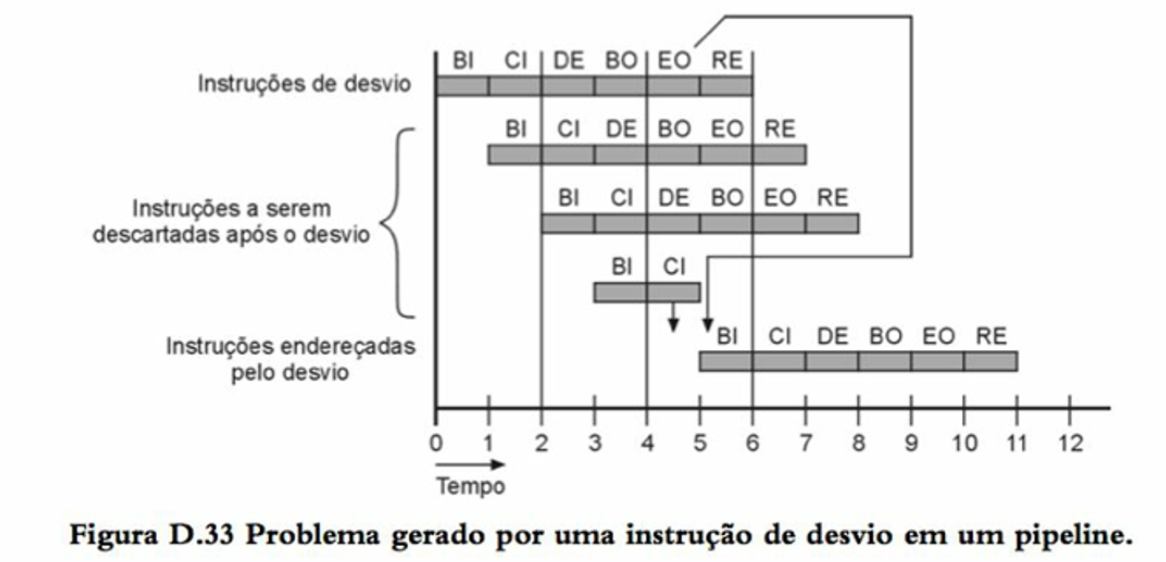 BI CI DE BO EO RE
Instruções de desvio
BI CI DE BO EO RE
Instruções a serem
descartadas após o desvio
BI CI DE BO EO RE
BI CI
Instruções endereçadas
pelo desvio
BI CI DE BO EO RE
0 1 2 3 4 5 6 7 8 9 10 11 12
Tempo
Figura D.33 Problema gerado por uma instrução de desvio em um pipeline.